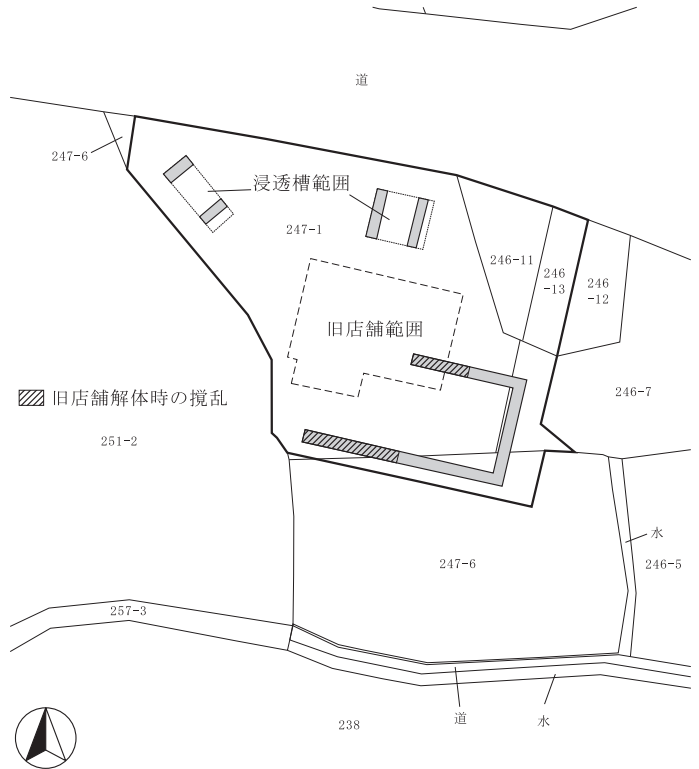 道
247-6
浸透槽範囲
247-1
246-11
246
-13
246
-12
旧店舗範囲
246-7
旧店舗解体時の撹乱
251-2
水
247-6
246-5
257-3
道
水
238